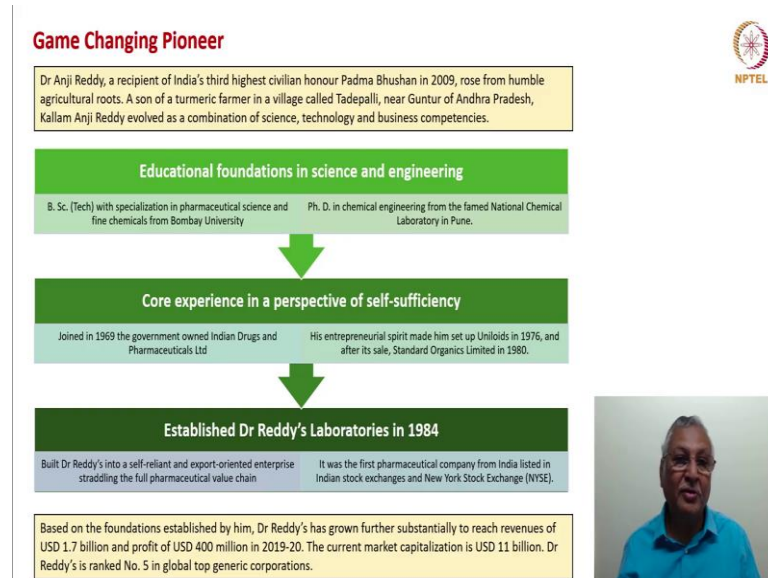 Game Changing Pioneer
NPTEL
Dr Anji Reddy, a recipient of India's third highest civilian honour Padma Bhushan in 2009, rose from humble
agricultural roots. A son of a turmeric farmer in a village called Tadepalli, near Guntur of Andhra Pradesh,
Kallam Anji Reddy evolved as a combination of science, technology and business competencies.
Educational foundations in science and engineering
B. Sc. (Tech) with specialization in pharmaceutical science and
fine chemicals from Bombay University
Ph. D. in chemical engineering from the famed National Chemical
Laboratory in Pune.
Core experience in a perspective of self-sufficiency
Joined in 1969 the government owned Indian Drugs and
Pharmaceuticals Ltd
His entrepreneurial spirit made him set up Uniloids in 1976, and
after its sale, Standard Organics Limited in 1980.
Established Dr Reddy's Laboratories in 1984
Built Dr Reddy's into a self-reliant and export-oriented enterprise
straddling the full pharmaceutical value chain
It was the first pharmaceutical company from India listed in
Indian stock exchanges and New York Stock Exchange (NYSE).
Based on the foundations established by him, Dr Reddy's has grown further substantially to reach revenues of
USD 1.7 billion and profit of USD 400 million in 2019-20. The current market capitalization is USD 11 billion. Dr
Reddy's is ranked No. 5 in global top generic corporations.